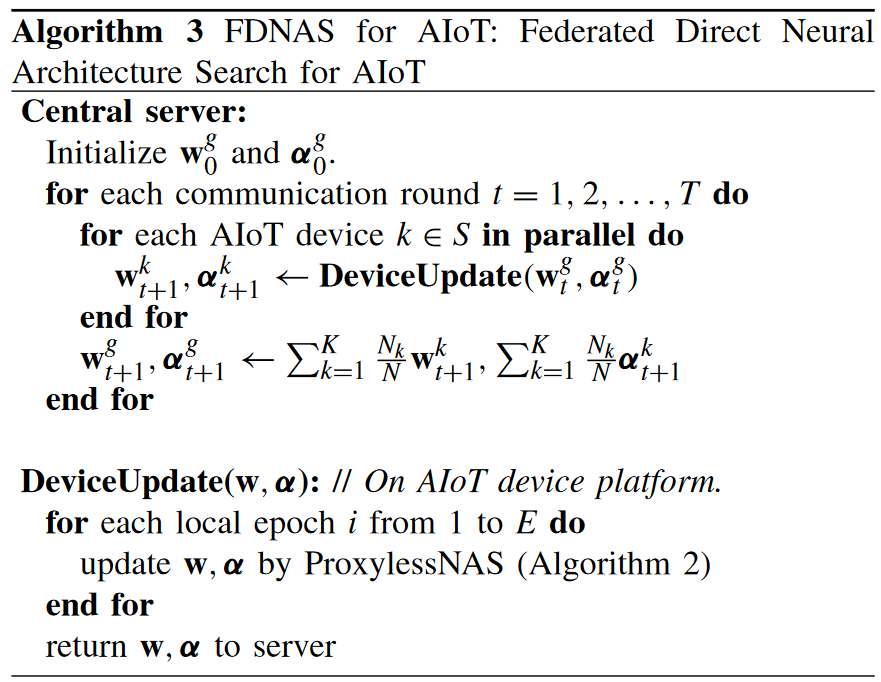 Algorithm 3 FDNAS for AIoT: Federated Direct Neural
Architecture Search for AIoT
Central server:
Initialize $\mathbf{w}_0^g$ and $\boldsymbol{\alpha}_0^g$.
for each communication round $t = 1, 2, \ldots, T$ do
for each AIoT device $k \in S$ in parallel do
$\mathbf{w}_{t+1}^k, \boldsymbol{\alpha}_{t+1}^k \leftarrow$ DeviceUpdate($\mathbf{w}_t^g, \boldsymbol{\alpha}_t^g$)
end for
$\mathbf{w}_{t+1}^g, \boldsymbol{\alpha}_{t+1}^g \leftarrow \sum_{k=1}^K \frac{N_k}{N} \mathbf{w}_{t+1}^k, \sum_{k=1}^K \frac{N_k}{N} \boldsymbol{\alpha}_{t+1}^k$
end for
DeviceUpdate($\mathbf{w}, \boldsymbol{\alpha}$): // On AIoT device platform.
for each local epoch $i$ from 1 to $E$ do
update $\mathbf{w}, \boldsymbol{\alpha}$ by ProxylessNAS (Algorithm 2)
end for
return $\mathbf{w}, \boldsymbol{\alpha}$ to server